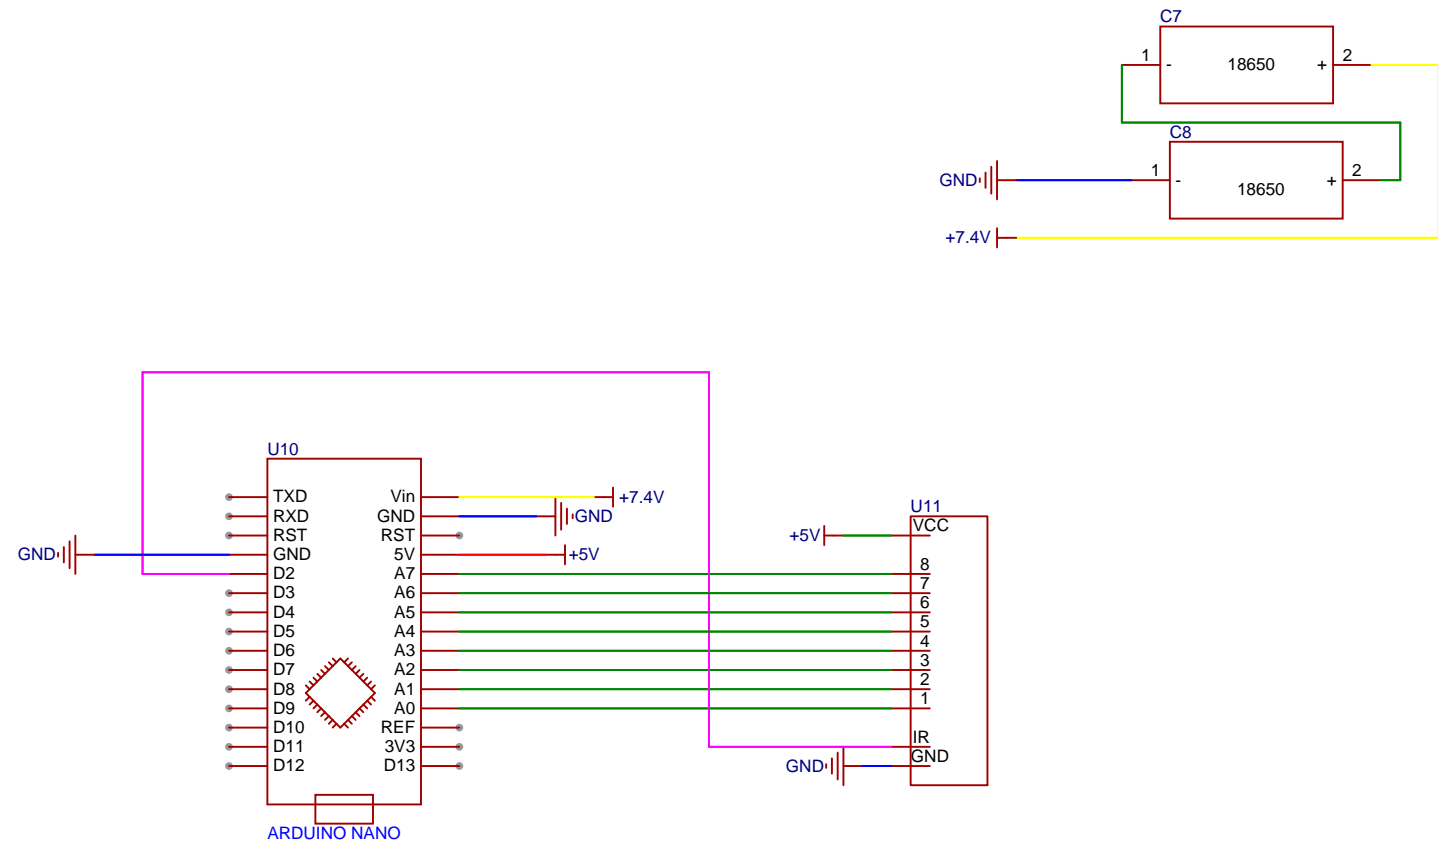 C7
1 - 18650 + 2
C8
GND 1 - 18650 + 2
+7.4V
U10
TXD Vin +7.4V
RXD GND GND
RST RST
GND GND 5V +5V
D2 A7
D3 A6
D4 A5
D5 A4
D6 A3
D7 A2
D8 A1
D9 A0
D10 REF
D11 3V3
D12 D13
ARDUINO NANO
U11
+5V VCC
8
7
6
5
4
3
2
1
IR
GND GND